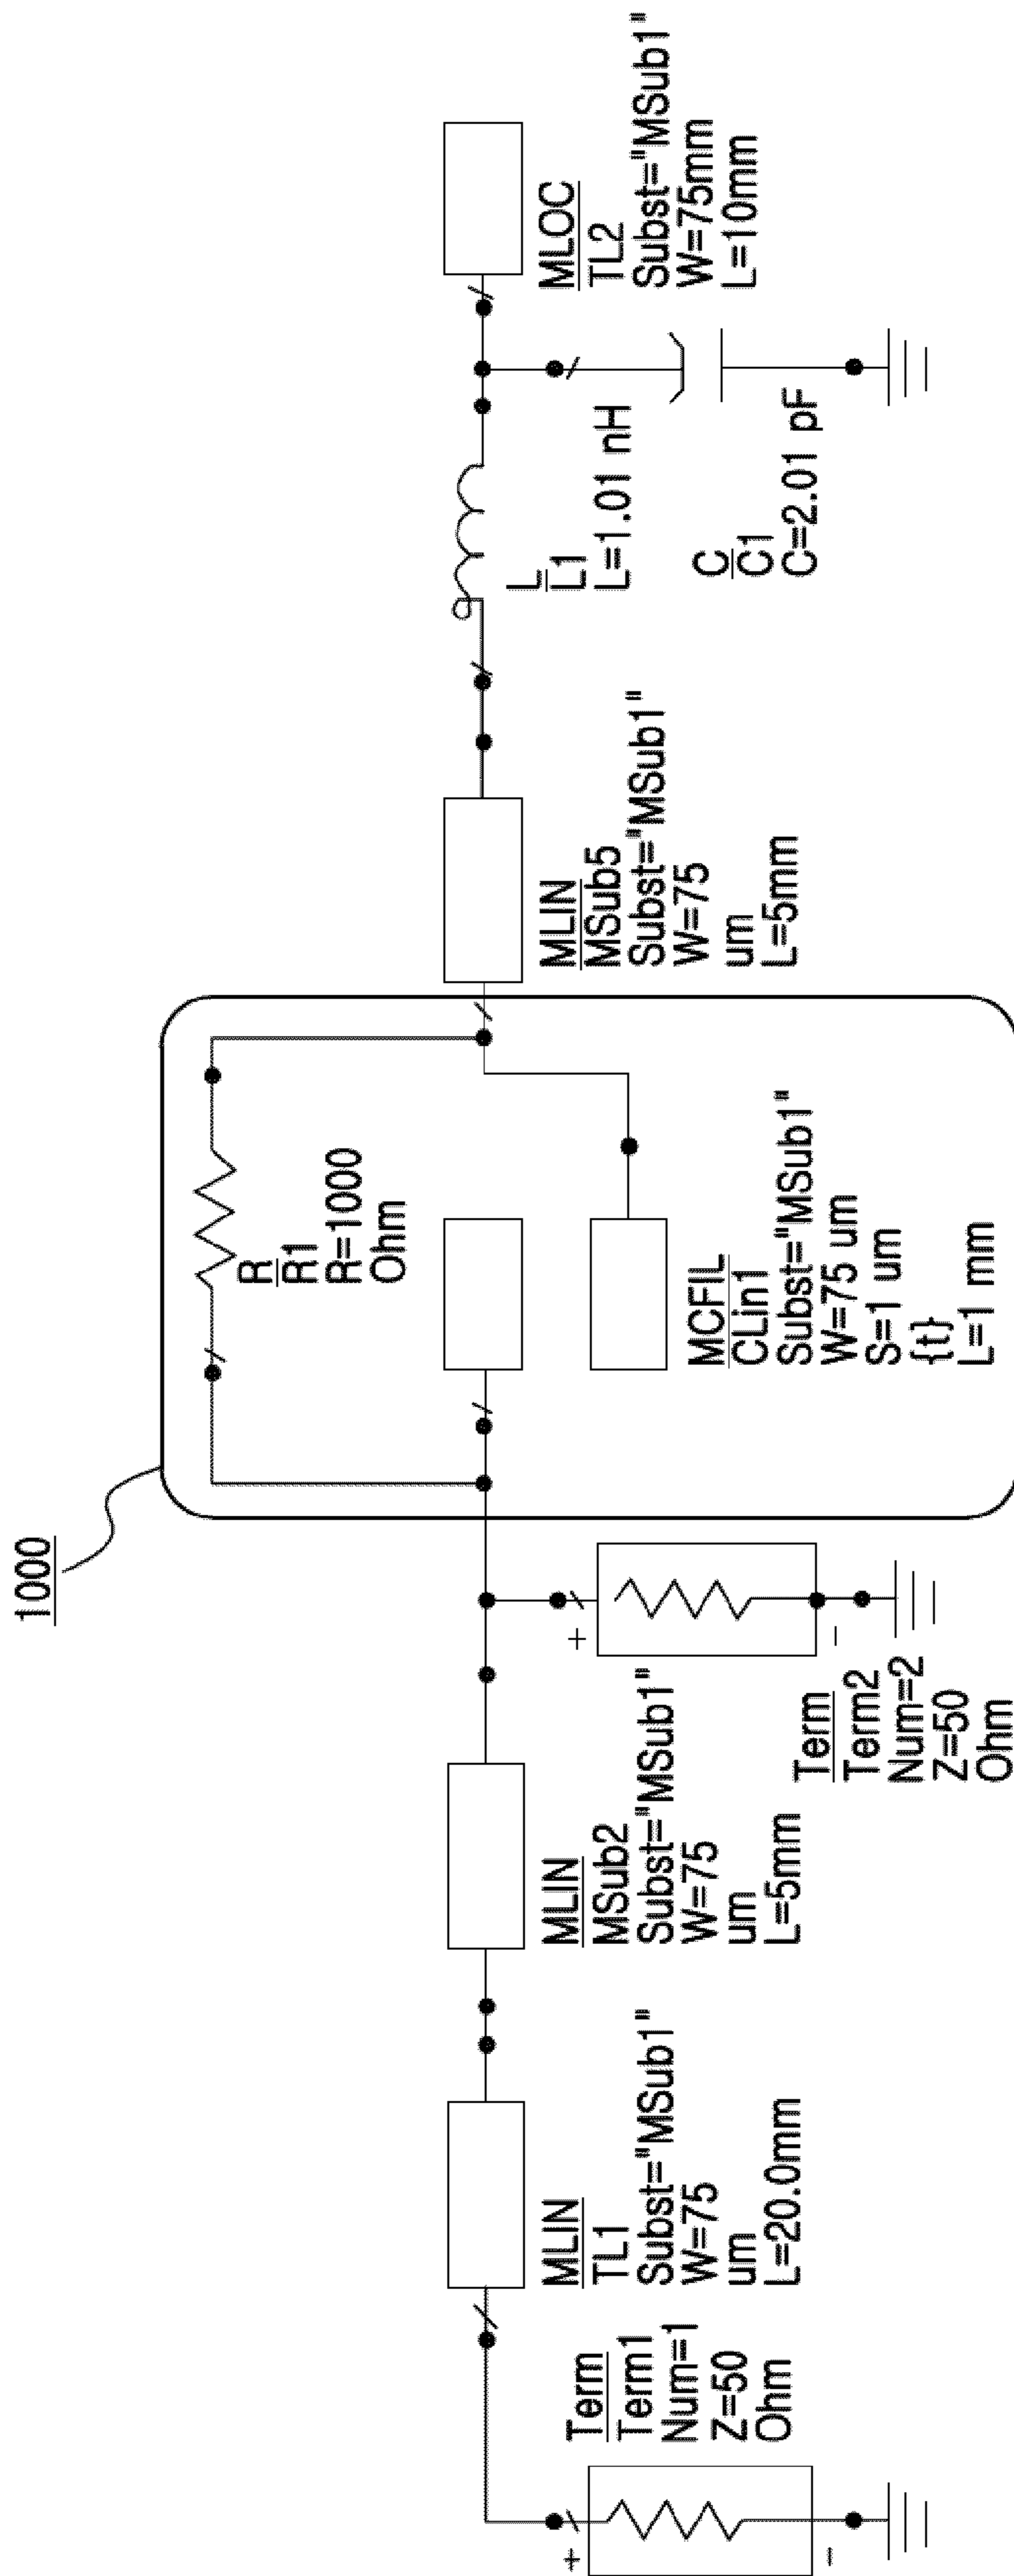 1000
Term
Term1
Num=1
Z=50
Ohm
+
-
MLIN
TL1
Subst="MSub1"
W=75
um
L=20.0mm
MLIN
MSub2
Subst="MSub1"
W=75
um
L=5mm
+
-
Term
Term2
Num=2
Z=50
Ohm
R
R1
R=1000
Ohm
MCFIL
CLin1
Subst="MSub1"
W=75 um
S=1 um
{t}
L=1 mm
MLIN
MSub5
Subst="MSub1"
W=75
um
L=5mm
L
L1
L=1.01 nH
C
C1
C=2.01 pF
MLOC
TL2
Subst="MSub1"
W=75mm
L=10mm